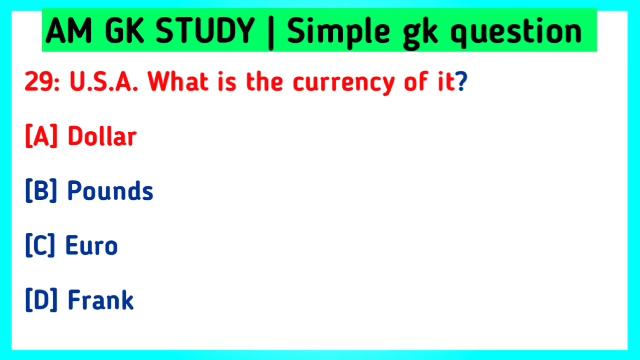 AM GK STUDY | Simple gk question
29: U.S.A. What is the currency of it?
[A] Dollar
[B] Pounds
[C] Euro
[D] Frank